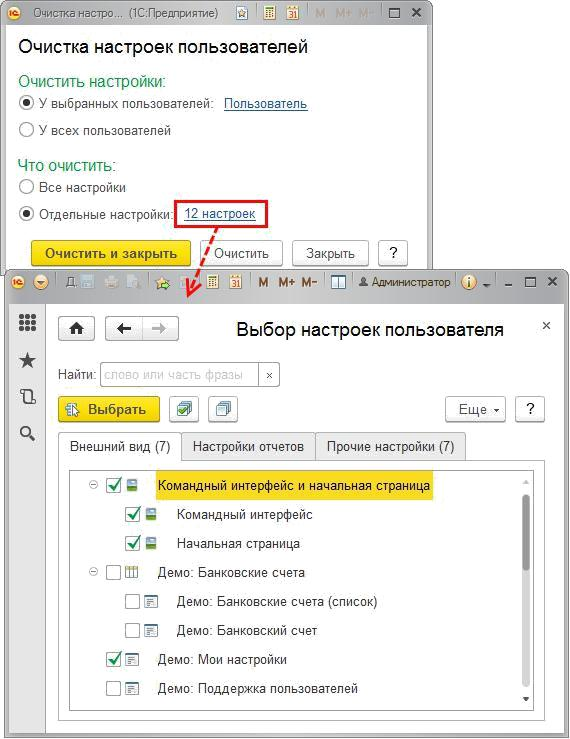 Очистка настро... (1С:Предприятие) M M+ M-
Очистка настроек пользователей
Очистить настройки:
У выбранных пользователей: Пользователь
У всех пользователей
Что очистить:
Все настройки
Отдельные настройки: 12 настроек
Очистить и закрыть Очистить Закрыть ?
Д... M M+ M- Администратор
Выбор настроек пользователя
Найти: слово или часть фразы ×
Выбрать Еще ?
Внешний вид (7) Настройки отчетов Прочие настройки (7)
Командный интерфейс и начальная страница
Командный интерфейс
Начальная страница
Демо: Банковские счета
Демо: Банковские счета (список)
Демо: Банковский счет
Демо: Мои настройки
Демо: Поддержка пользователей